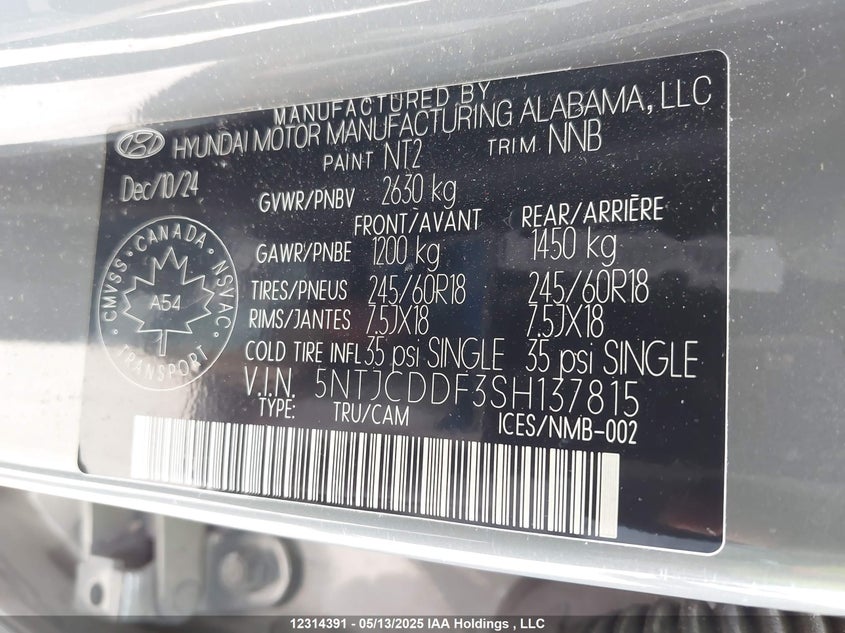 MANUFACTURED BY
HYUNDAI MOTOR MANUFACTURING ALABAMA, LLC
PAINT NT2 TRIM NNB
Dec/10/24
GVWR/PNBV 2630 kg
FRONT/AVANT REAR/ARRIÈRE
GAWR/PNBE 1200 kg 1450 kg
TIRES/PNEUS 245/60R18 245/60R18
RIMS/JANTES 7.5JX18 7.5JX18
COLD TIRE INFL 35 psi SINGLE 35 psi SINGLE
V.I.N. 5NTJCDDF3SH137815
TYPE: TRU/CAM ICES/NMB-002
CMVSS • CANADA • NSVAC • TRANSPORT •
A54
12314391 - 05/13/2025 IAA Holdings , LLC